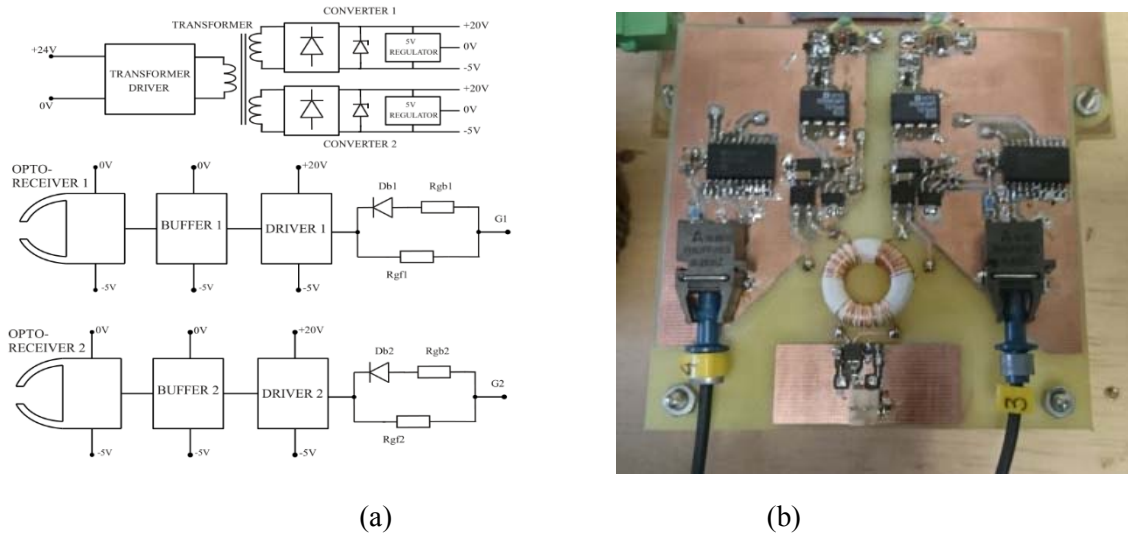 CONVERTER 1
TRANSFORMER
+24V
0V
TRANSFORMER
DRIVER
+20V
5V
REGULATOR
0V
-5V
+20V
5V
REGULATOR
0V
-5V
CONVERTER 2
OPTO-
RECEIVER 1
0V
0V
+20V
BUFFER 1
DRIVER 1
Db1
Rgb1
G1
Rgf1
-5V
-5V
-5V
OPTO-
RECEIVER 2
0V
0V
+20V
BUFFER 2
DRIVER 2
Db2
Rgb2
G2
Rgf2
-5V
-5V
-5V
3
(a)
(b)